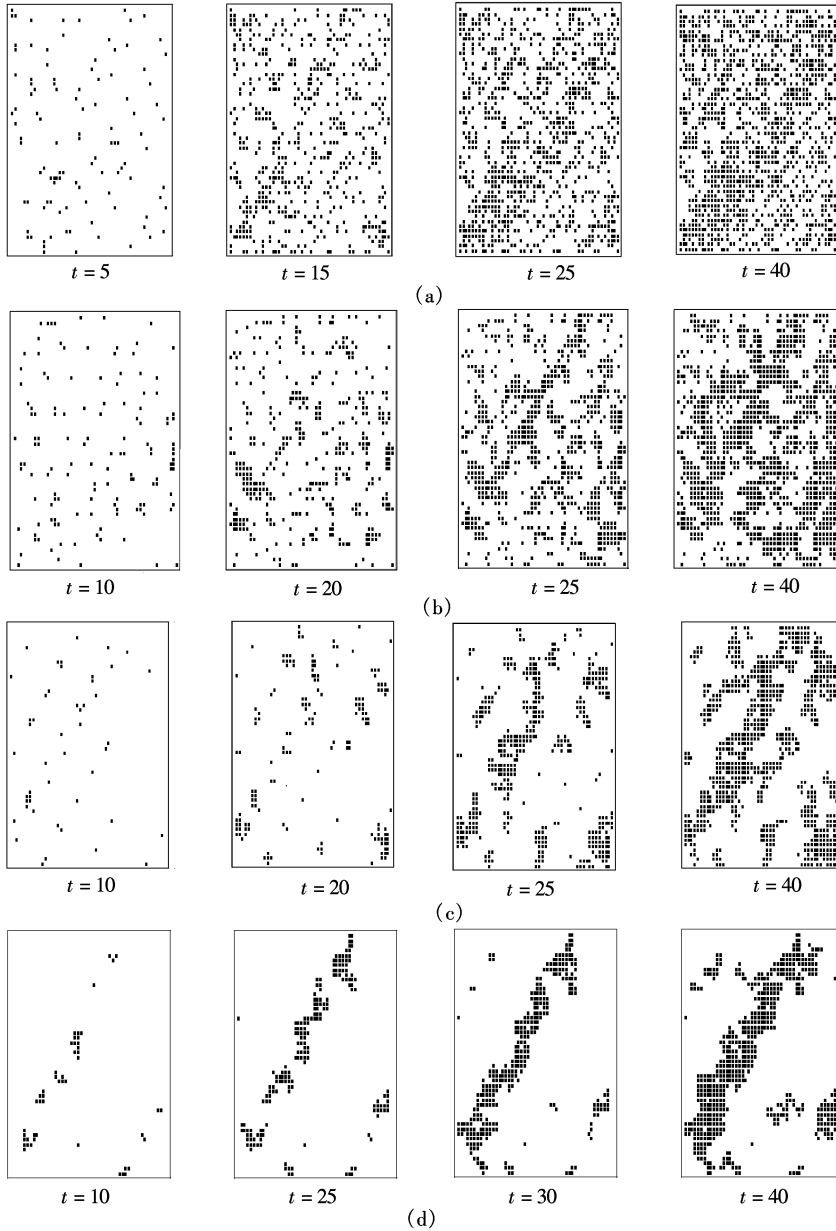 t = 5 t = 15 t = 25 t = 40
(a)
t = 10 t = 20 t = 25 t = 40
(b)
t = 10 t = 20 t = 25 t = 40
(c)
t = 10 t = 25 t = 30 t = 40
(d)